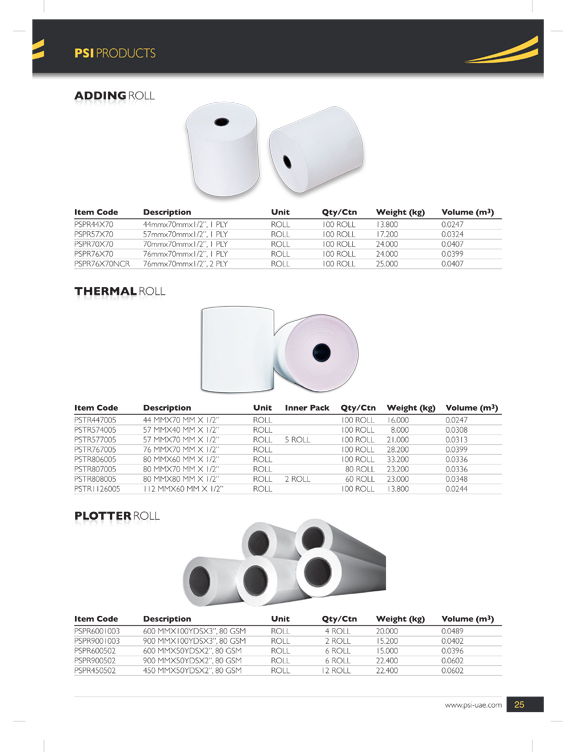 PSI PRODUCTS
ADDING ROLL
Item Code Description Unit Qty/Ctn Weight (kg) Volume (m³)
PSPR44X70 44mmx70mmx1/2", 1 PLY ROLL 100 ROLL 13.800 0.0247
PSPR57X70 57mmx70mmx1/2", 1 PLY ROLL 100 ROLL 17.200 0.0324
PSPR70X70 70mmx70mmx1/2", 1 PLY ROLL 100 ROLL 24.000 0.0407
PSPR76X70 76mmx70mmx1/2", 1 PLY ROLL 100 ROLL 24.000 0.0399
PSPR76X70NCR 76mmx70mmx1/2", 2 PLY ROLL 100 ROLL 25.000 0.0407
THERMAL ROLL
Item Code Description Unit Inner Pack Qty/Ctn Weight (kg) Volume (m³)
PSTR447005 44 MMX70 MM X 1/2" ROLL 100 ROLL 16.000 0.0247
PSTR574005 57 MMX40 MM X 1/2" ROLL 100 ROLL 8.000 0.0308
PSTR577005 57 MMX70 MM X 1/2" ROLL 5 ROLL 100 ROLL 21.000 0.0313
PSTR767005 76 MMX70 MM X 1/2" ROLL 100 ROLL 28.200 0.0399
PSTR806005 80 MMX60 MM X 1/2" ROLL 100 ROLL 33.200 0.0336
PSTR807005 80 MMX70 MM X 1/2" ROLL 80 ROLL 23.200 0.0336
PSTR808005 80 MMX80 MM X 1/2" ROLL 2 ROLL 60 ROLL 23.000 0.0348
PSTR1126005 112 MMX60 MM X 1/2" ROLL 100 ROLL 13.800 0.0244
PLOTTER ROLL
Item Code Description Unit Qty/Ctn Weight (kg) Volume (m³)
PSPR6001003 600 MMX100YDSX3", 80 GSM ROLL 4 ROLL 20.000 0.0489
PSPR9001003 900 MMX100YDSX3", 80 GSM ROLL 2 ROLL 15.200 0.0402
PSPR600502 600 MMX50YDSX2", 80 GSM ROLL 6 ROLL 15.000 0.0396
PSPR900502 900 MMX50YDSX2", 80 GSM ROLL 6 ROLL 22.400 0.0602
PSPR450502 450 MMX50YDSX2", 80 GSM ROLL 12 ROLL 22.400 0.0602
www.psi-uae.com 25